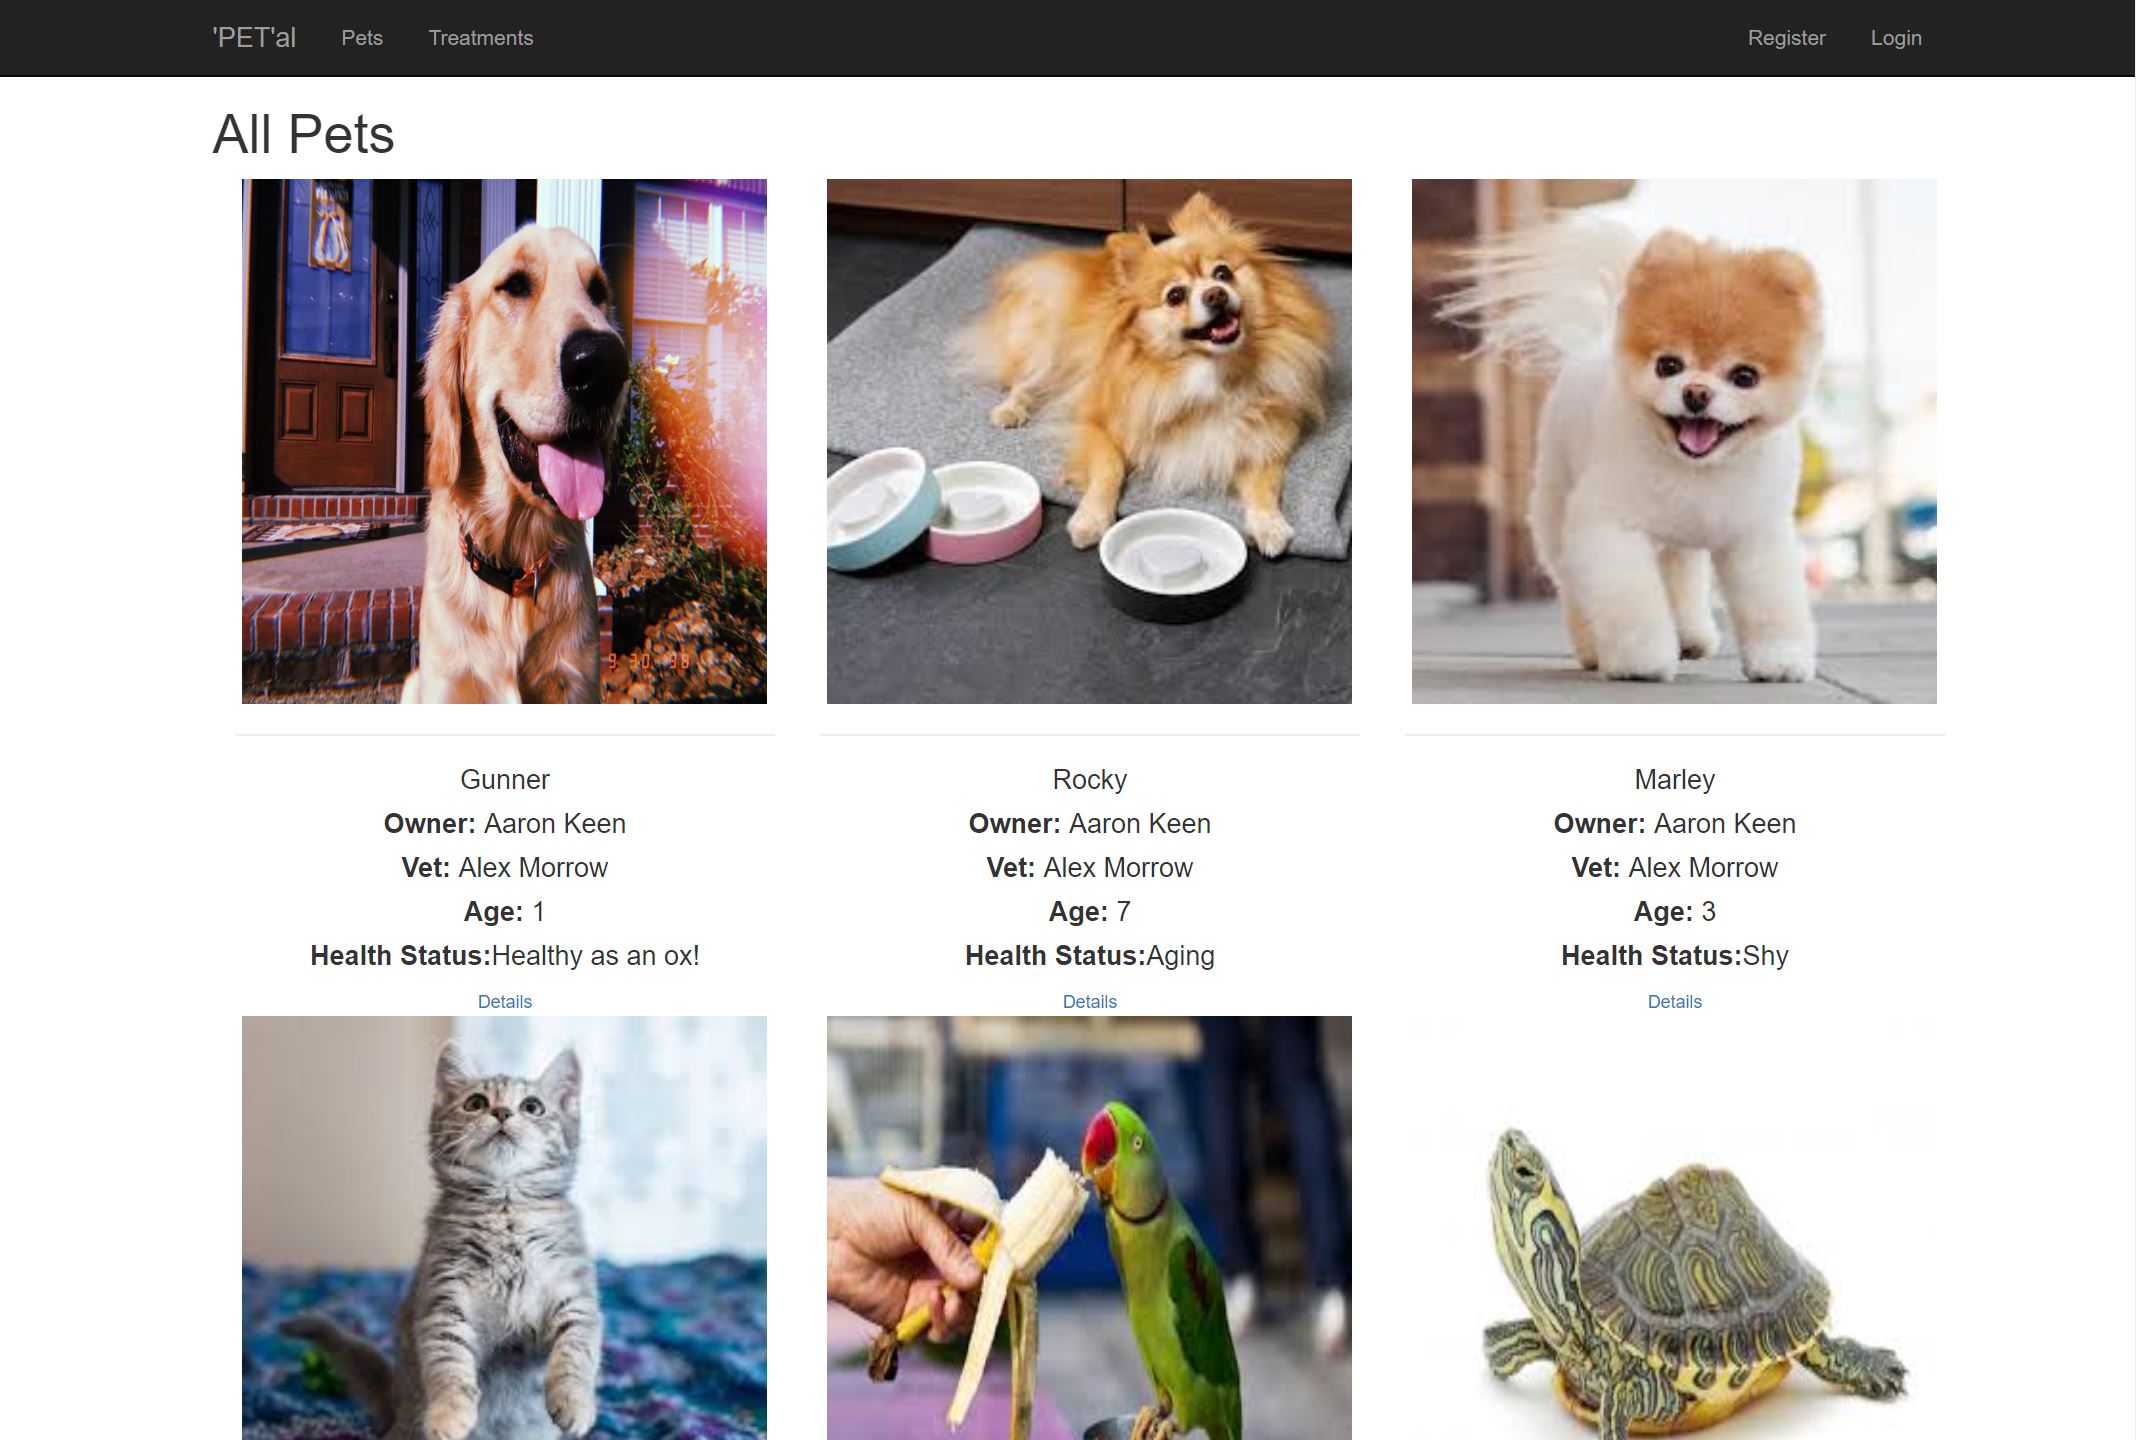 'PET'al Pets Treatments Register Login
All Pets
9 30 '98
Gunner
Owner: Aaron Keen
Vet: Alex Morrow
Age: 1
Health Status:Healthy as an ox!
Details
Rocky
Owner: Aaron Keen
Vet: Alex Morrow
Age: 7
Health Status:Aging
Details
Marley
Owner: Aaron Keen
Vet: Alex Morrow
Age: 3
Health Status:Shy
Details